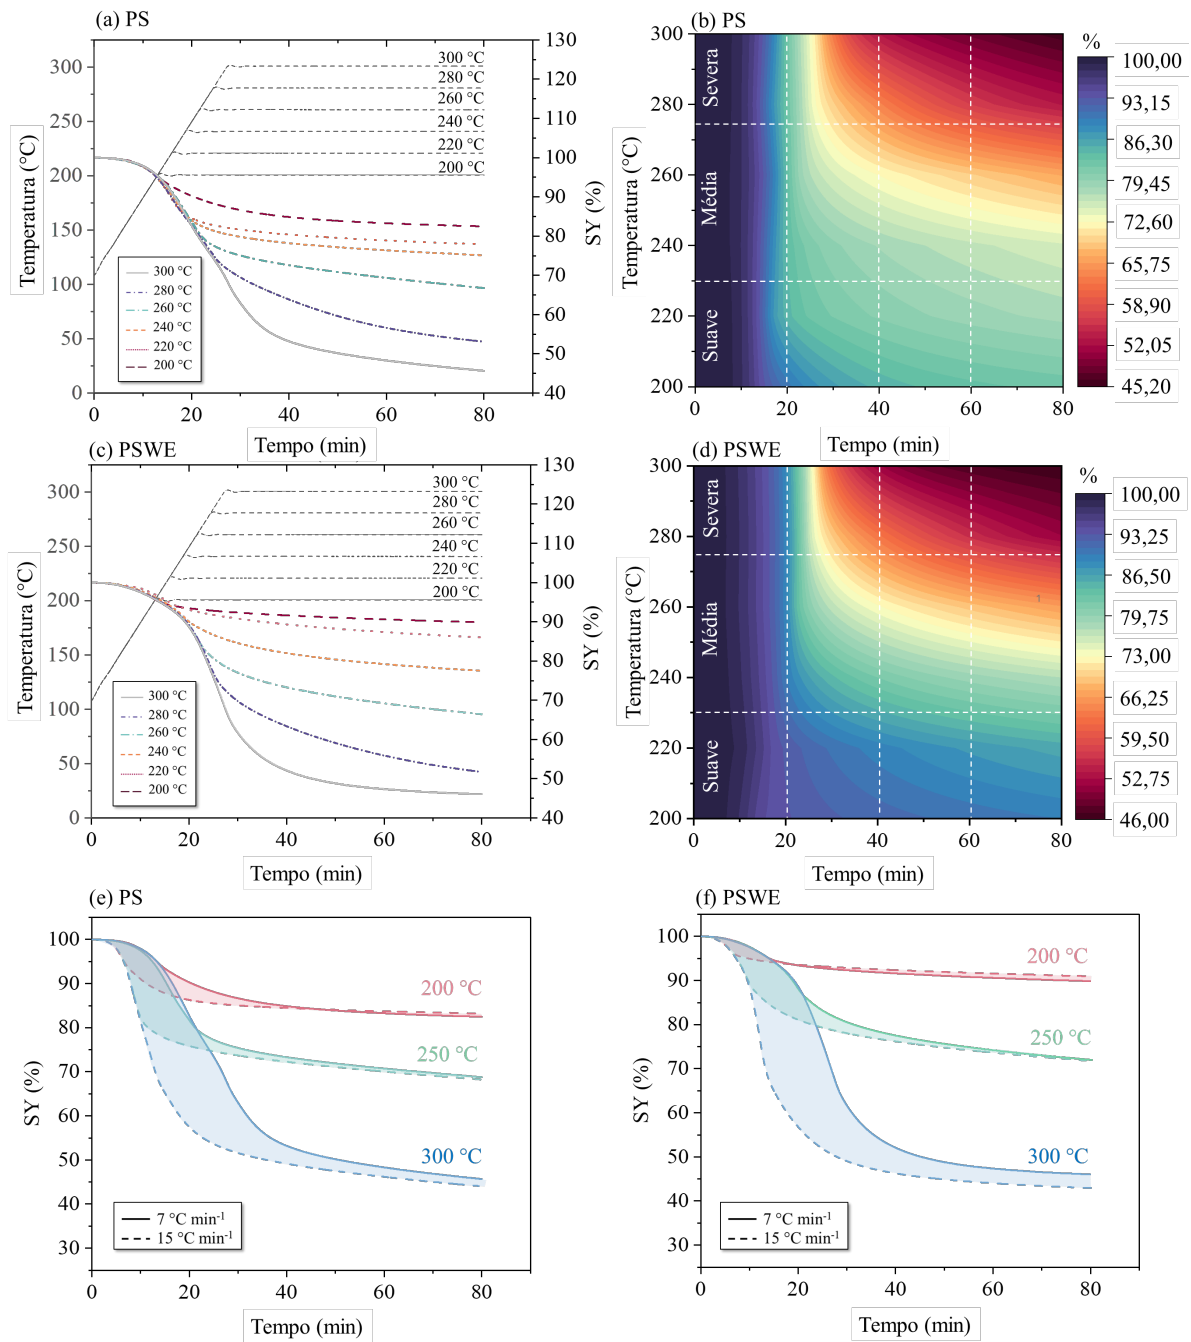 (a) PS
Temperatura (°C)
300
250
200
150
100
50
0
300 °C
280 °C
260 °C
240 °C
220 °C
200 °C
130
120
110
100
90
80
70
60
50
40
SY (%)
300 °C
280 °C
260 °C
240 °C
220 °C
200 °C
0 20 40 60 80
Tempo (min)
(b) PS
Temperatura (°C)
300
280
260
240
220
200
Severa
Média
Suave
0 20 40 60 80
Tempo (min)
%
100,00
93,15
86,30
79,45
72,60
65,75
58,90
52,05
45,20
(c) PSWE
Temperatura (°C)
300
250
200
150
100
50
0
300 °C
280 °C
260 °C
240 °C
220 °C
200 °C
130
120
110
100
90
80
70
60
50
40
SY (%)
300 °C
280 °C
260 °C
240 °C
220 °C
200 °C
0 20 40 60 80
Tempo (min)
(d) PSWE
Temperatura (°C)
300
280
260
240
220
200
Severa
Média
Suave
1
0 20 40 60 80
Tempo (min)
%
100,00
93,25
86,50
79,75
73,00
66,25
59,50
52,75
46,00
(e) PS
SY (%)
100
90
80
70
60
50
40
30
200 °C
250 °C
300 °C
7 °C min⁻¹
15 °C min⁻¹
0 20 40 60 80
Tempo (min)
(f) PSWE
SY (%)
100
90
80
70
60
50
40
30
200 °C
250 °C
300 °C
7 °C min⁻¹
15 °C min⁻¹
0 20 40 60 80
Tempo (min)